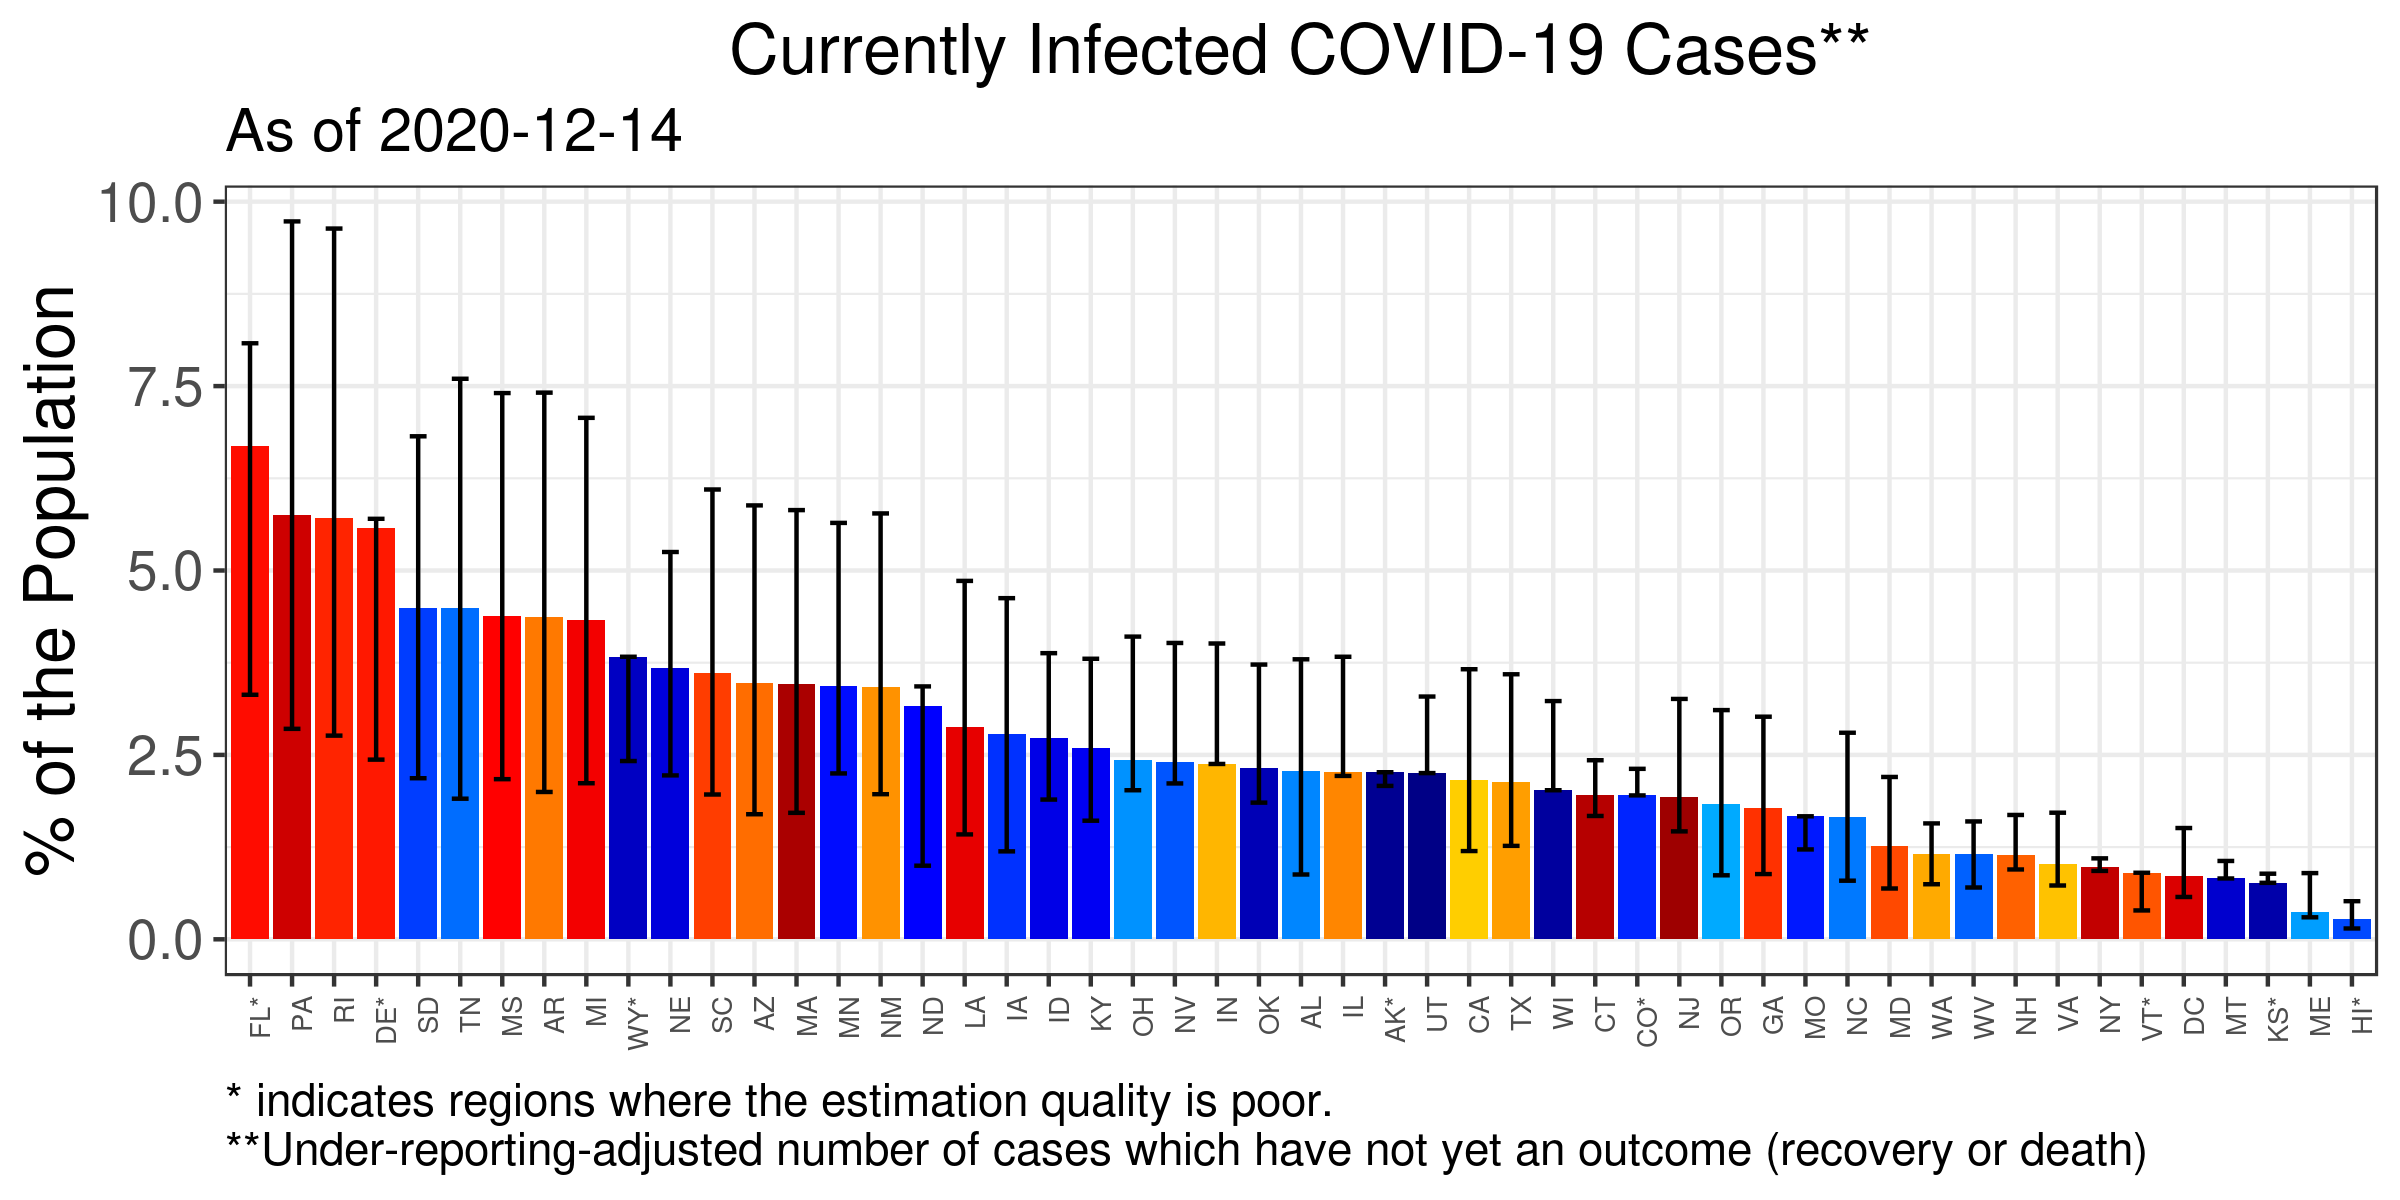 Currently Infected COVID-19 Cases**
As of 2020-12-14
% of the Population
10.0
7.5
5.0
2.5
0.0
FL* PA RI DE* SD TN MS AR MI WY* NE SC AZ MA MN NM ND LA IA ID KY OH NV IN OK AL IL AK* UT CA TX WI CT CO* NJ OR GA MO NC MD WA WV NH VA NY VT* DC MT KS* ME HI*
* indicates regions where the estimation quality is poor.
**Under-reporting-adjusted number of cases which have not yet an outcome (recovery or death)